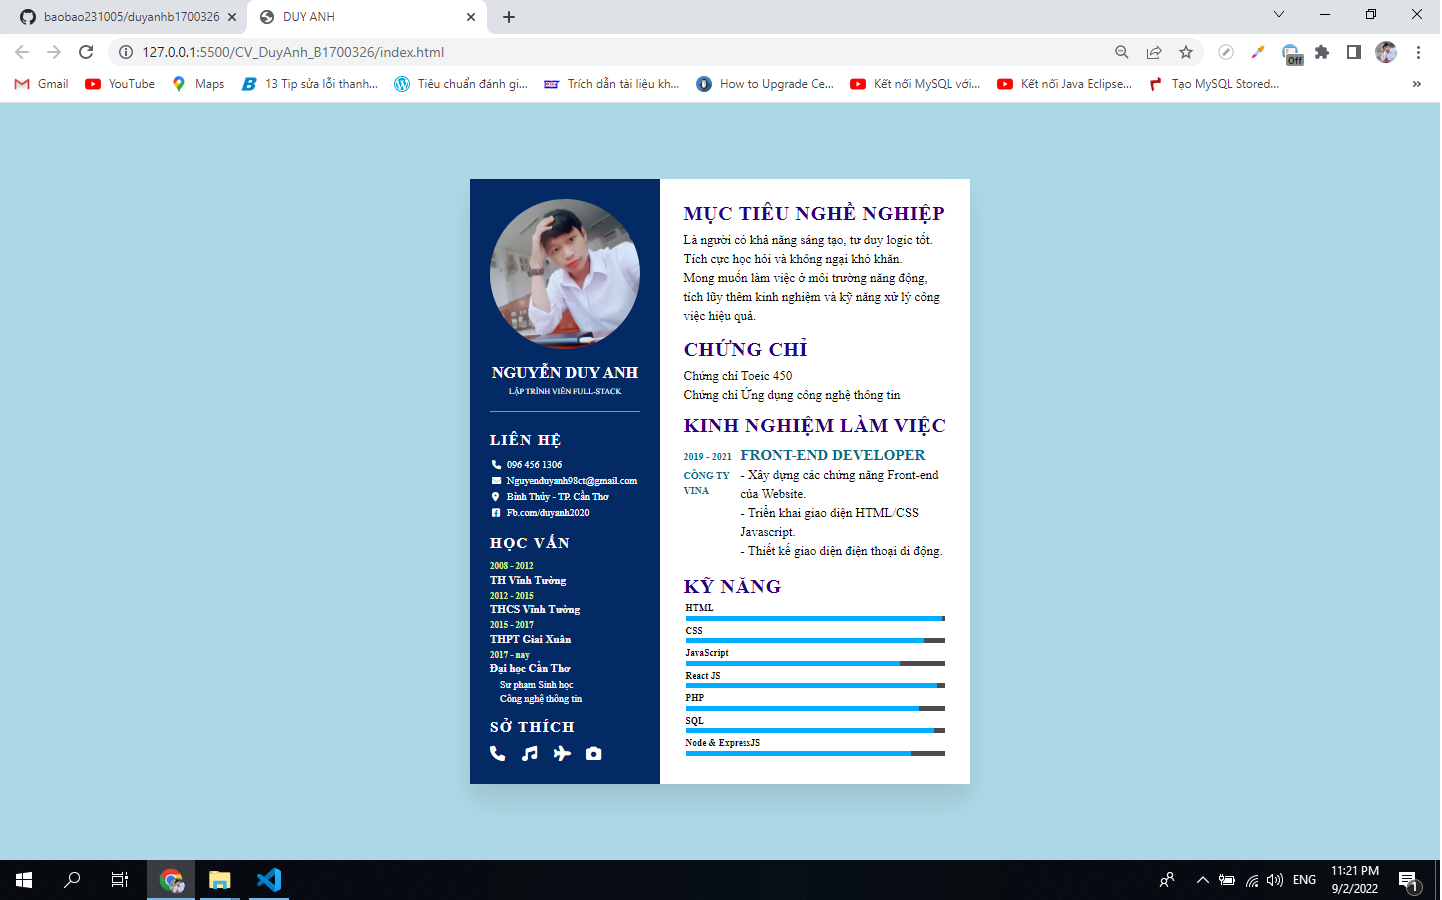 baobao231005/duyanhb1700326
DUY ANH
127.0.0.1:5500/CV_DuyAnh_B1700326/index.html
Off
Gmail
YouTube
Maps
13 Tip sửa lỗi thanh...
Tiêu chuẩn đánh gi...
Trích dẫn tài liệu kh...
How to Upgrade Ce...
Kết nối MySQL với...
Kết nối Java Eclipse...
Tạo MySQL Stored...
NGUYỄN DUY ANH
LẬP TRÌNH VIÊN FULL-STACK
LIÊN HỆ
096 456 1306
Nguyenduyanh98ct@gmail.com
Bình Thủy - TP. Cần Thơ
Fb.com/duyanh2020
HỌC VẤN
2008 - 2012
TH Vĩnh Tường
2012 - 2015
THCS Vĩnh Tường
2015 - 2017
THPT Giai Xuân
2017 - nay
Đại học Cần Thơ
Sư phạm Sinh học
Công nghệ thông tin
SỞ THÍCH
MỤC TIÊU NGHỀ NGHIỆP
Là người có khả năng sáng tạo, tư duy logic tốt.
Tích cực học hỏi và không ngại khó khăn.
Mong muốn làm việc ở môi trường năng động,
tích lũy thêm kinh nghiệm và kỹ năng xử lý công
việc hiệu quả.
CHỨNG CHỈ
Chứng chỉ Toeic 450
Chứng chỉ Ứng dụng công nghệ thông tin
KINH NGHIỆM LÀM VIỆC
2019 - 2021
CÔNG TY
VINA
FRONT-END DEVELOPER
- Xây dựng các chứng năng Front-end
của Website.
- Triển khai giao diện HTML/CSS
Javascript.
- Thiết kế giao diện điện thoại di động.
KỸ NĂNG
HTML
CSS
JavaScript
React JS
PHP
SQL
Node & ExpressJS
ENG
11:21 PM
9/2/2022
1